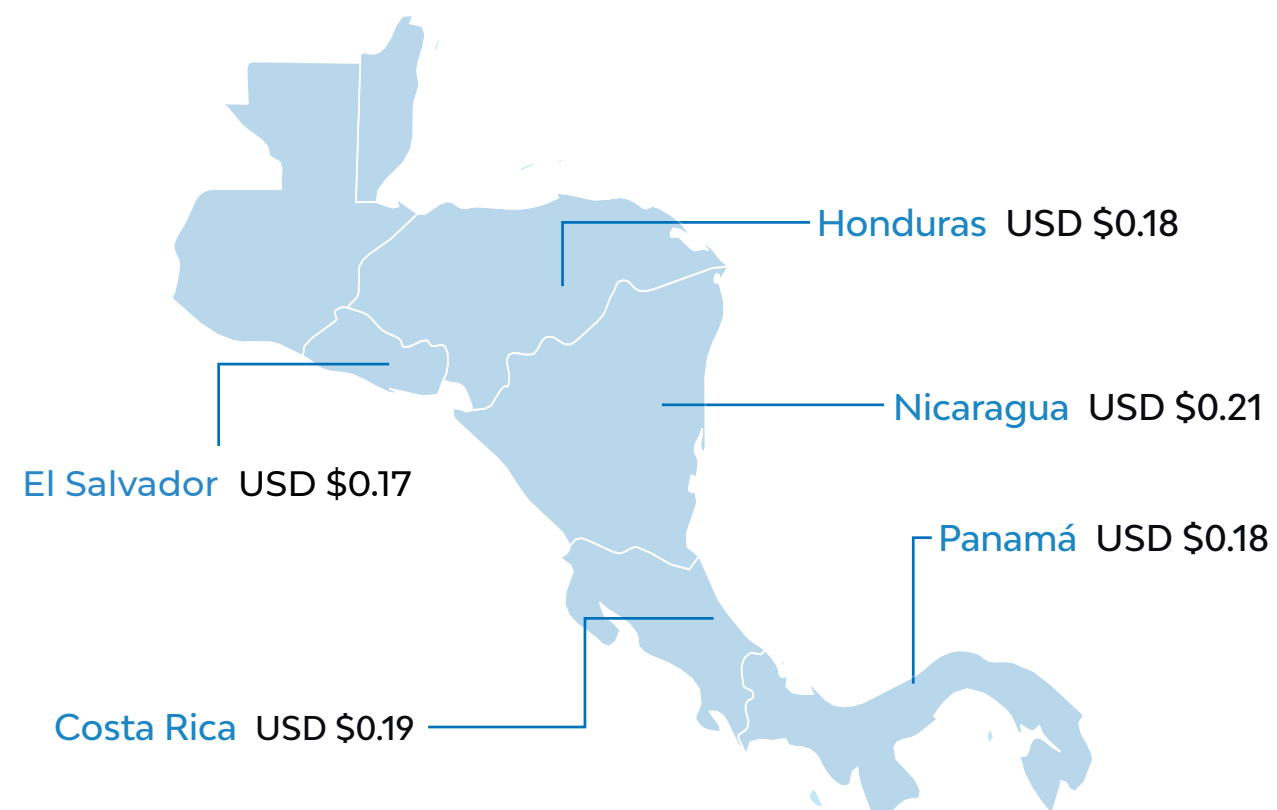 Honduras USD $0.18
Nicaragua USD $0.21
El Salvador USD $0.17
Panamá USD $0.18
Costa Rica USD $0.19